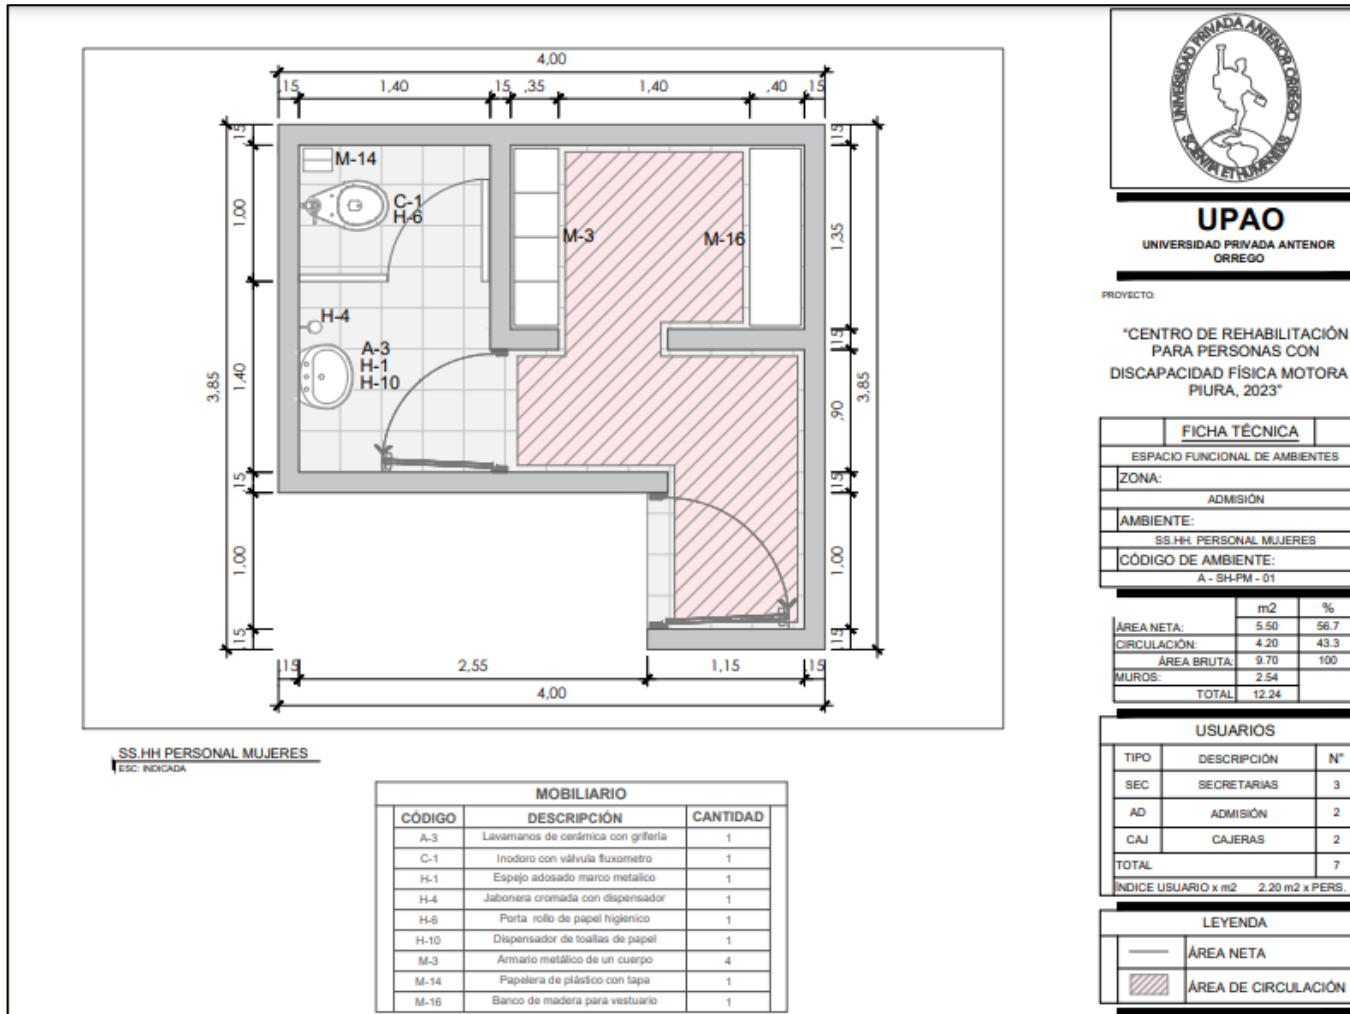 4,00
,15 1,40 ,15 ,35 1,40 ,40 ,15
,15 1,00 1,40 ,15 1,00 ,15
3,85
M-14
C-1
H-6
H-4
A-3
H-1
H-10
M-3
M-16
,15 1,35 ,15 ,90 ,15 1,00 ,15
3,85
,15 2,55 1,15 ,15
4,00
SS.HH PERSONAL MUJERES
ESC: INDICADA
MOBILIARIO
CÓDIGO DESCRIPCIÓN CANTIDAD
A-3 Lavamanos de cerámica con griferia 1
C-1 Inodoro con válvula fluxometro 1
H-1 Espejo adosado marco metalico 1
H-4 Jabonera cromada con dispensador 1
H-6 Porta rollo de papel higienico 1
H-10 Dispensador de toallas de papel 1
M-3 Armario metálico de un cuerpo 4
M-14 Papelera de plástico con tapa 1
M-16 Banco de madera para vestuario 1
UNIVERSIDAD PRIVADA ANTENOR ORREGO
SCIENTIA ET HUMANITAS
UPAO
UNIVERSIDAD PRIVADA ANTENOR
ORREGO
PROYECTO:
“CENTRO DE REHABILITACIÓN
PARA PERSONAS CON
DISCAPACIDAD FÍSICA MOTORA
PIURA, 2023”
FICHA TÉCNICA
ESPACIO FUNCIONAL DE AMBIENTES
ZONA:
ADMISIÓN
AMBIENTE:
SS.HH. PERSONAL MUJERES
CÓDIGO DE AMBIENTE:
A - SH-PM - 01
m2 %
ÁREA NETA: 5.50 56.7
CIRCULACIÓN: 4.20 43.3
ÁREA BRUTA: 9.70 100
MUROS: 2.54
TOTAL 12.24
USUARIOS
TIPO DESCRIPCIÓN N°
SEC SECRETARIAS 3
AD ADMISIÓN 2
CAJ CAJERAS 2
TOTAL 7
ÍNDICE USUARIO x m2 2.20 m2 x PERS.
LEYENDA
ÁREA NETA
ÁREA DE CIRCULACIÓN